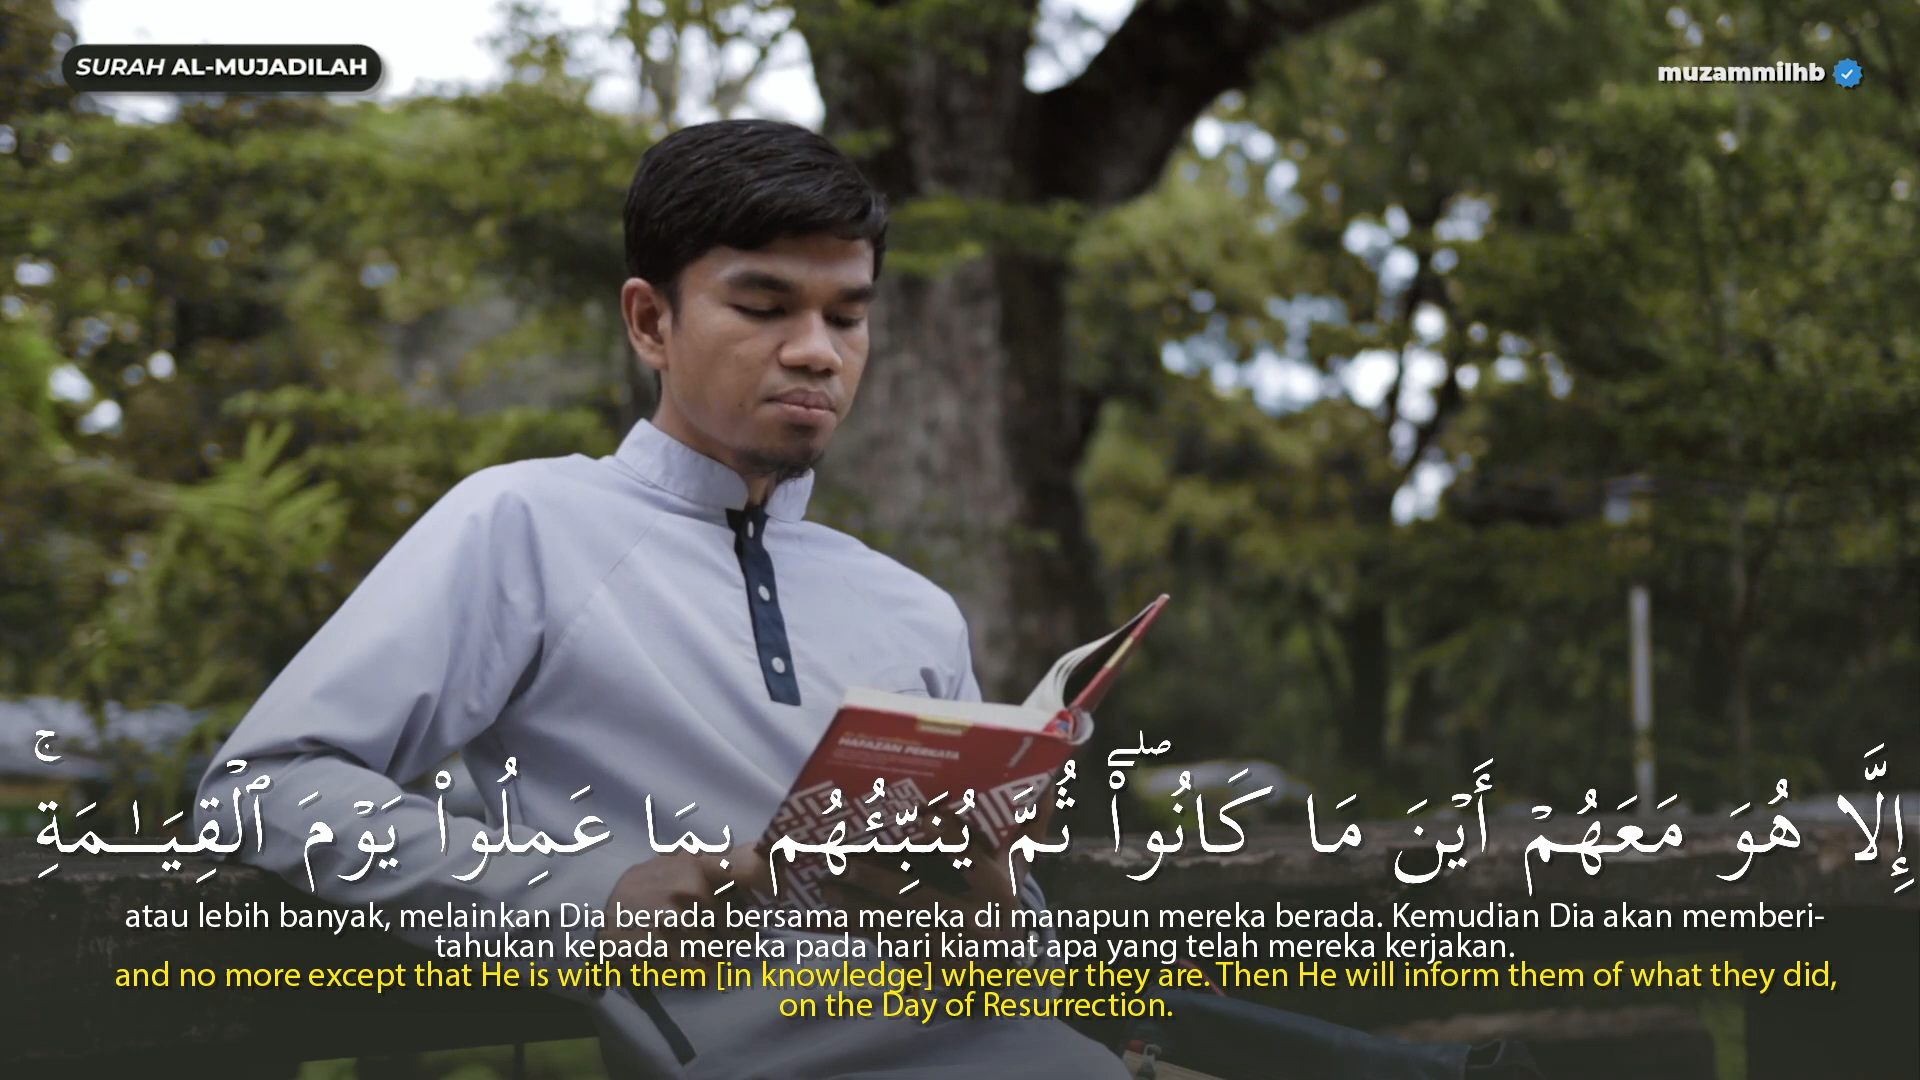 SURAH AL-MUJADILAH
muzammilhb
HAFAZAN PERKATA
إِلَّا هُوَ مَعَهُمْ أَيْنَ مَا كَانُوا۟ ۖ ثُمَّ يُنَبِّئُهُم بِمَا عَمِلُوا۟ يَوْمَ ٱلْقِيَـٰمَةِ ۚ
atau lebih banyak, melainkan Dia berada bersama mereka di manapun mereka berada. Kemudian Dia akan memberi-
tahukan kepada mereka pada hari kiamat apa yang telah mereka kerjakan.
and no more except that He is with them [in knowledge] wherever they are. Then He will inform them of what they did,
on the Day of Resurrection.